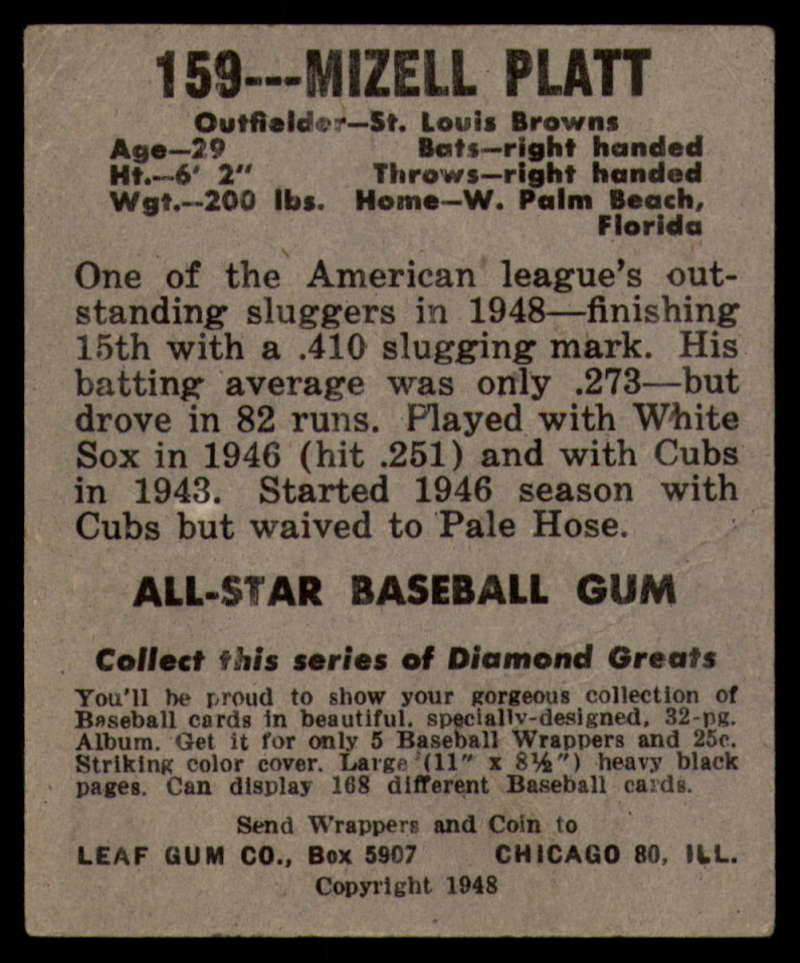 159---MIZELL PLATT
Outfielder—St. Louis Browns
Age—29 Bats—right handed
Ht.—6' 2" Throws—right handed
Wgt.--200 lbs. Home—W. Palm Beach,
Florida
One of the American league's out-
standing sluggers in 1948—finishing
15th with a .410 slugging mark. His
batting average was only .273—but
drove in 82 runs. Played with White
Sox in 1946 (hit .251) and with Cubs
in 1943. Started 1946 season with
Cubs but waived to Pale Hose.
ALL-STAR BASEBALL GUM
Collect this series of Diamond Greats
You'll be proud to show your gorgeous collection of
Baseball cards in beautiful, specially-designed, 32-pg.
Album. Get it for only 5 Baseball Wrappers and 25c.
Striking color cover. Large (11" x 8½") heavy black
pages. Can display 168 different Baseball cards.
Send Wrappers and Coin to
LEAF GUM CO., Box 5907 CHICAGO 80, ILL.
Copyright 1948